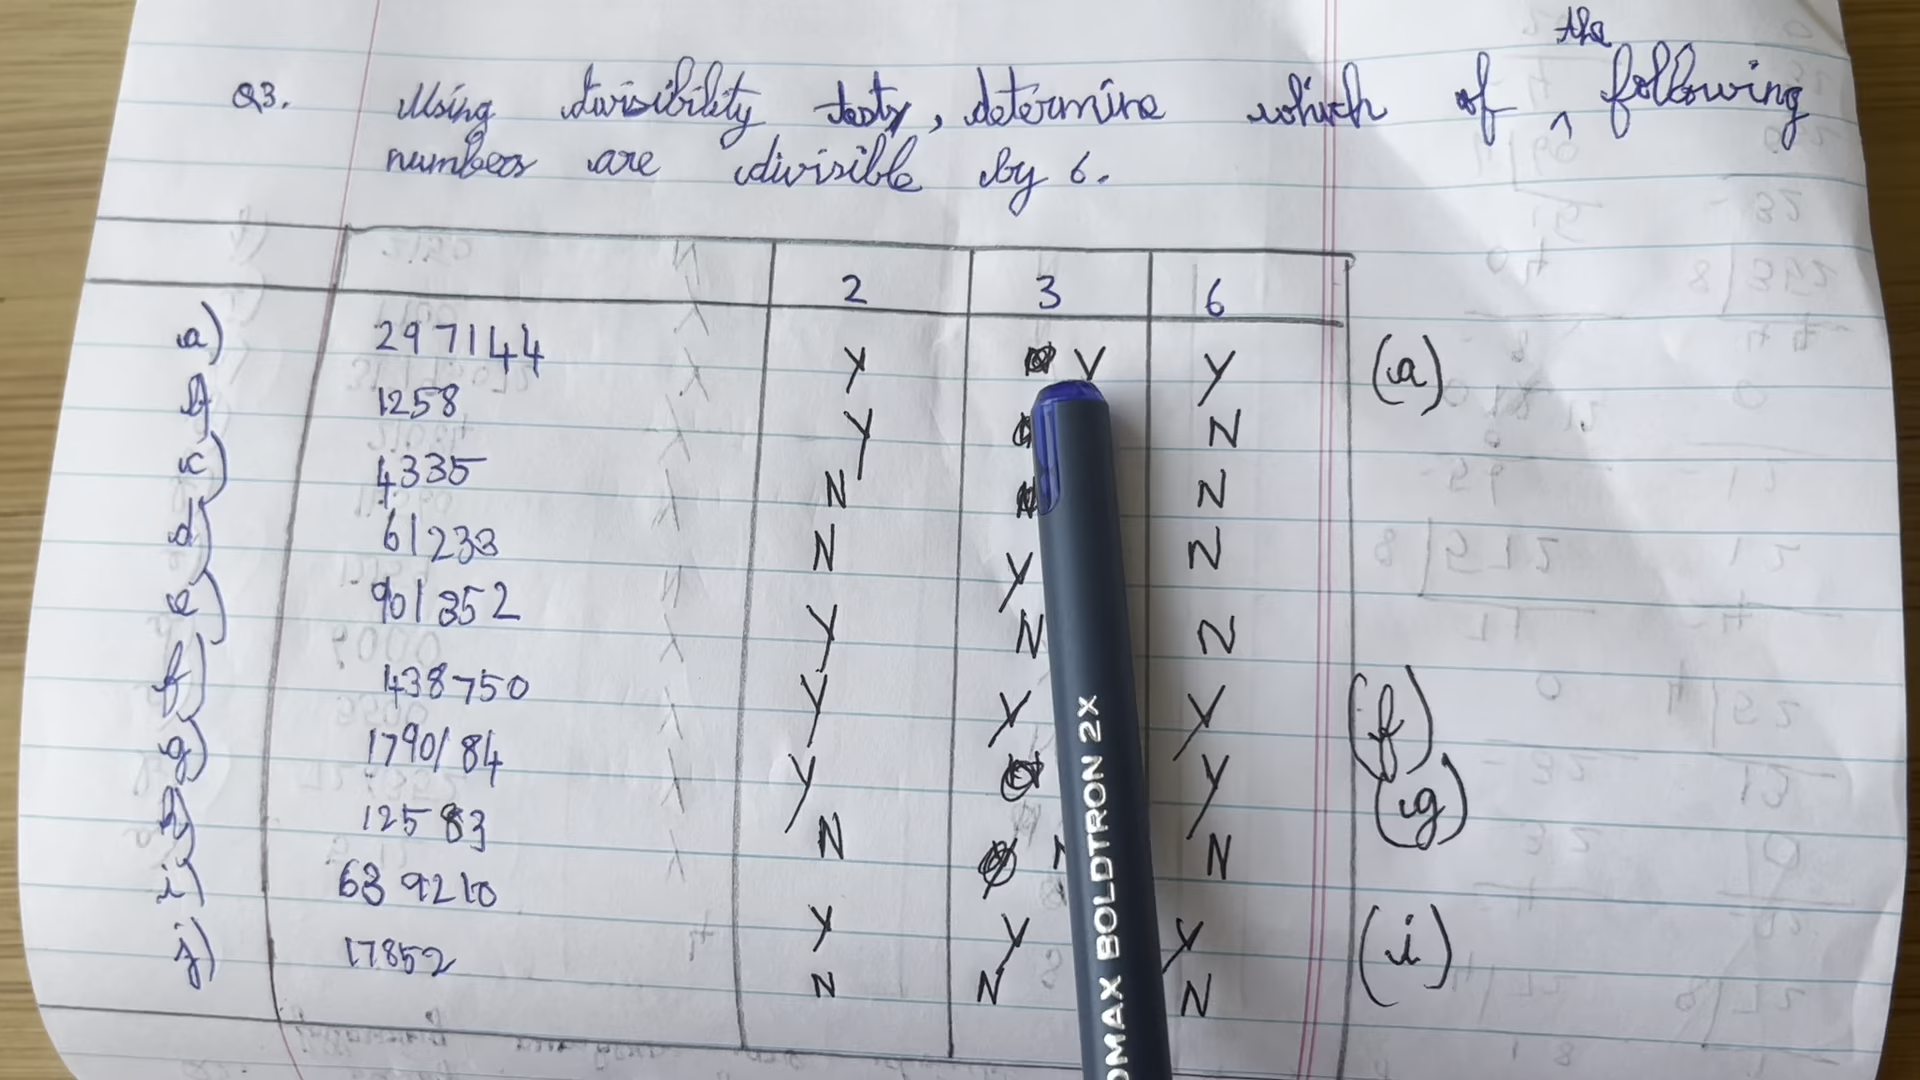 Q3. Using divisibility tests, determine which of the following
numbers are divisible by 6.
2 3 6
a) 297144 Y Y Y (a)
b) 1258 Y N
c) 4335 N N
d) 61233 N Y N
e) 901352 Y N N
f) 438750 Y Y Y (f)
g) 1790184 Y Y (g)
h) 12583 N N
i) 639210 Y Y Y (i)
j) 17852 N N N
DMAX BOLDTRON 2X